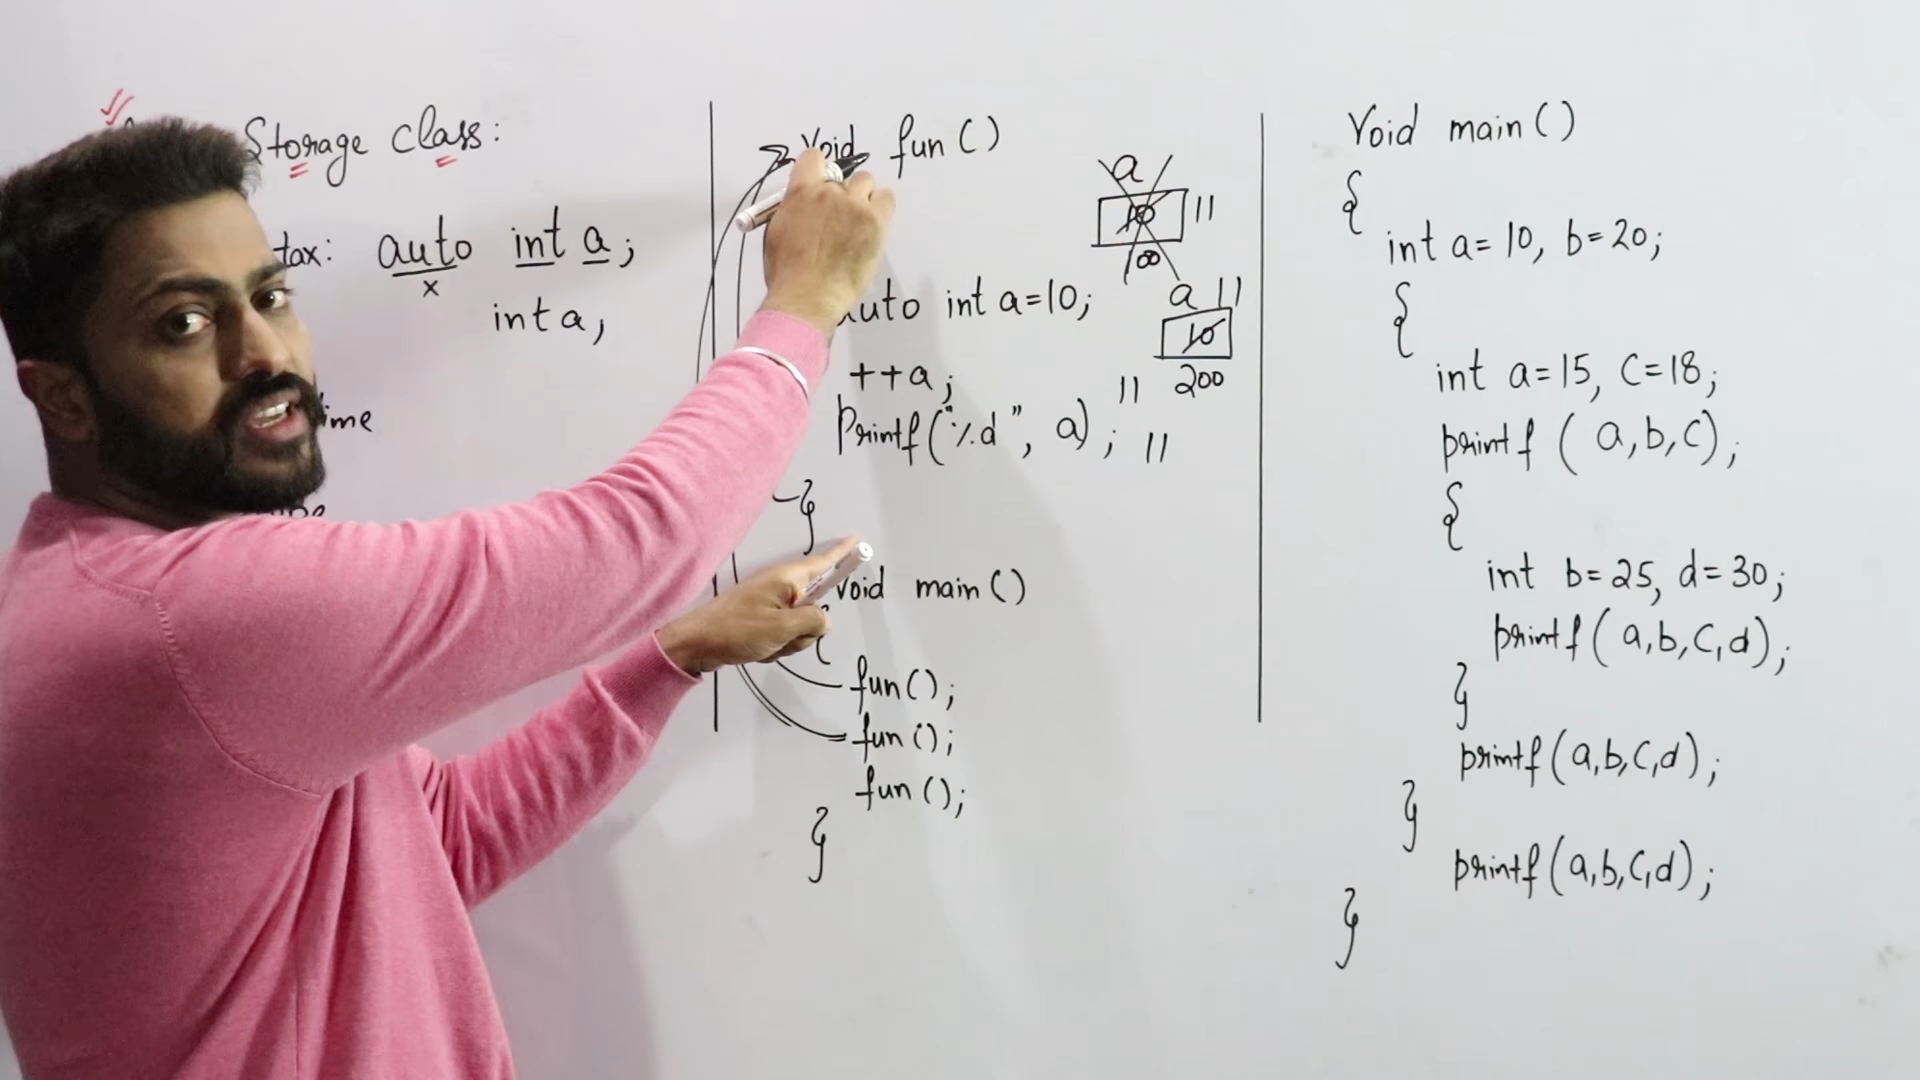 Storage class:
tax: auto int a;
x
int a;
ime
Void fun()
auto int a=10;
++a; 11
Printf("%d", a); 11
}
Void main()
{
fun();
fun();
fun();
}
a
10 11
100
a 11
10
200
Void main()
{
int a=10, b=20;
{
int a=15, C=18;
printf ( a,b,c);
{
int b=25, d=30;
printf( a,b,C,d);
}
printf(a,b,C,d);
}
printf(a,b,C,d);
}